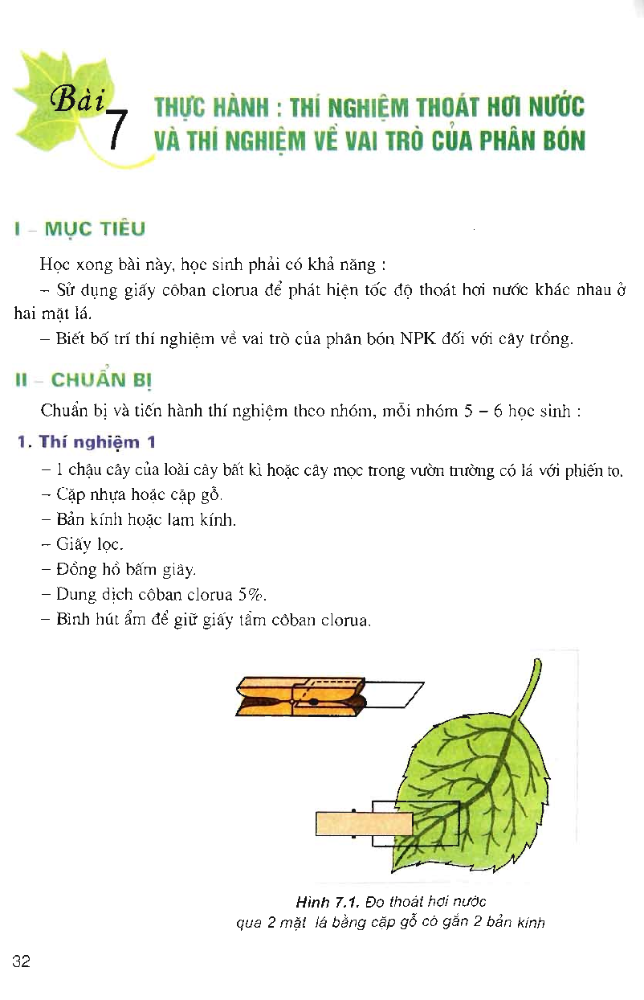 Bài 7
THỰC HÀNH : THÍ NGHIỆM THOÁT HƠI NƯỚC
VÀ THÍ NGHIỆM VỀ VAI TRÒ CỦA PHÂN BÓN
I – MỤC TIÊU
Học xong bài này, học sinh phải có khả năng :
– Sử dụng giấy côban clorua để phát hiện tốc độ thoát hơi nước khác nhau ở
hai mặt lá.
– Biết bố trí thí nghiệm về vai trò của phân bón NPK đối với cây trồng.
II – CHUẨN BỊ
Chuẩn bị và tiến hành thí nghiệm theo nhóm, mỗi nhóm 5 – 6 học sinh :
1. Thí nghiệm 1
– 1 chậu cây của loài cây bất kì hoặc cây mọc trong vườn trường có lá với phiến to.
– Cặp nhựa hoặc cặp gỗ.
– Bản kính hoặc lam kính.
– Giấy lọc.
– Đồng hồ bấm giây.
– Dung dịch côban clorua 5%.
– Bình hút ẩm để giữ giấy tẩm côban clorua.
Hình 7.1. Đo thoát hơi nước
qua 2 mặt lá bằng cặp gỗ có gắn 2 bản kính
32